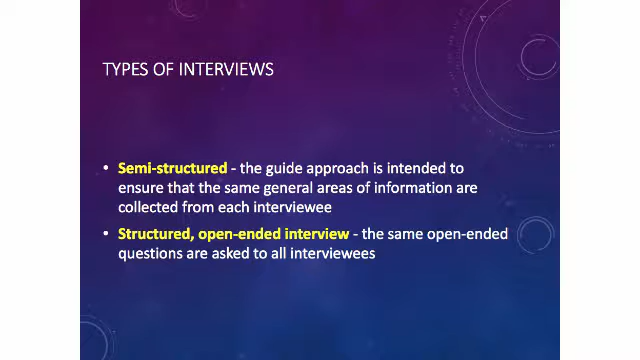 TYPES OF INTERVIEWS
• Semi-structured - the guide approach is intended to
ensure that the same general areas of information are
collected from each interviewee
• Structured, open-ended interview - the same open-ended
questions are asked to all interviewees